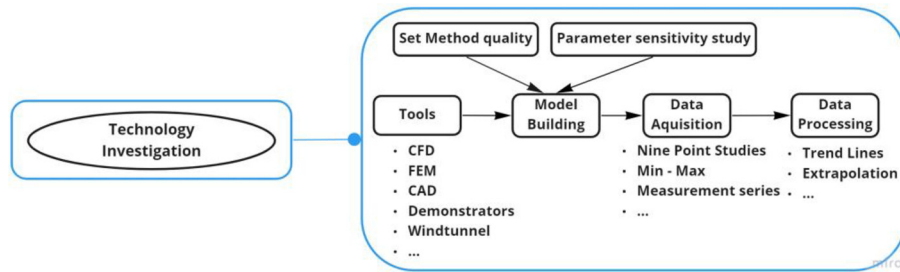 Set Method quality
Parameter sensitivity study
Technology
Investigation
Tools
Model
Building
Data
Aquisition
Data
Processing
• CFD
• FEM
• CAD
• Demonstrators
• Windtunnel
• ...
• Nine Point Studies
• Min - Max
• Measurement series
• ...
• Trend Lines
• Extrapolation
• ...
miro